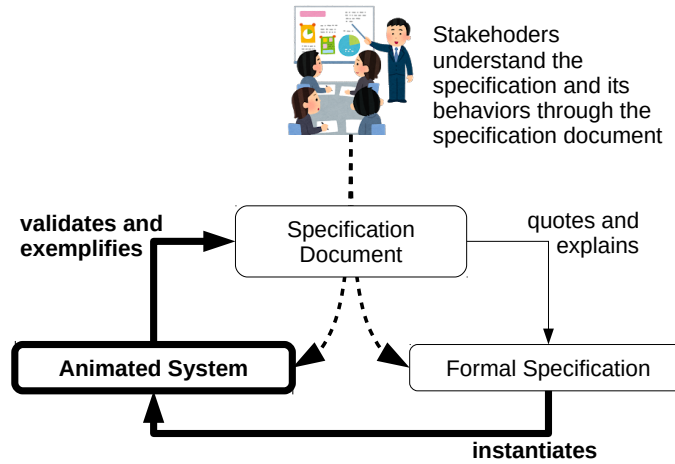 Stakehoders
understand the
specification and its
behaviors through the
specification document
validates and
exemplifies
Specification
Document
quotes and
explains
Animated System
Formal Specification
instantiates